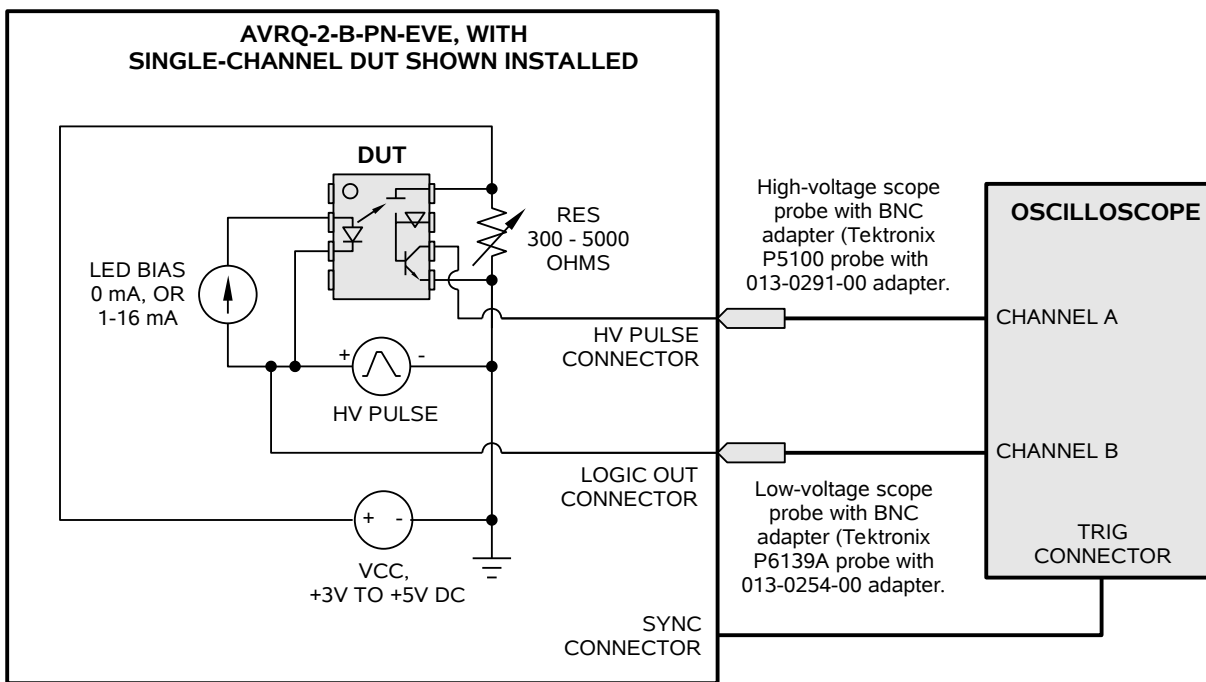 AVRQ-2-B-PN-EVE, WITH
SINGLE-CHANNEL DUT SHOWN INSTALLED
DUT
RES
300 - 5000
OHMS
LED BIAS
0 mA, OR
1-16 mA
+ -
HV PULSE
HV PULSE
CONNECTOR
LOGIC OUT
CONNECTOR
+ -
VCC,
+3V TO +5V DC
SYNC
CONNECTOR
High-voltage scope
probe with BNC
adapter (Tektronix
P5100 probe with
013-0291-00 adapter.
Low-voltage scope
probe with BNC
adapter (Tektronix
P6139A probe with
013-0254-00 adapter.
OSCILLOSCOPE
CHANNEL A
CHANNEL B
TRIG
CONNECTOR